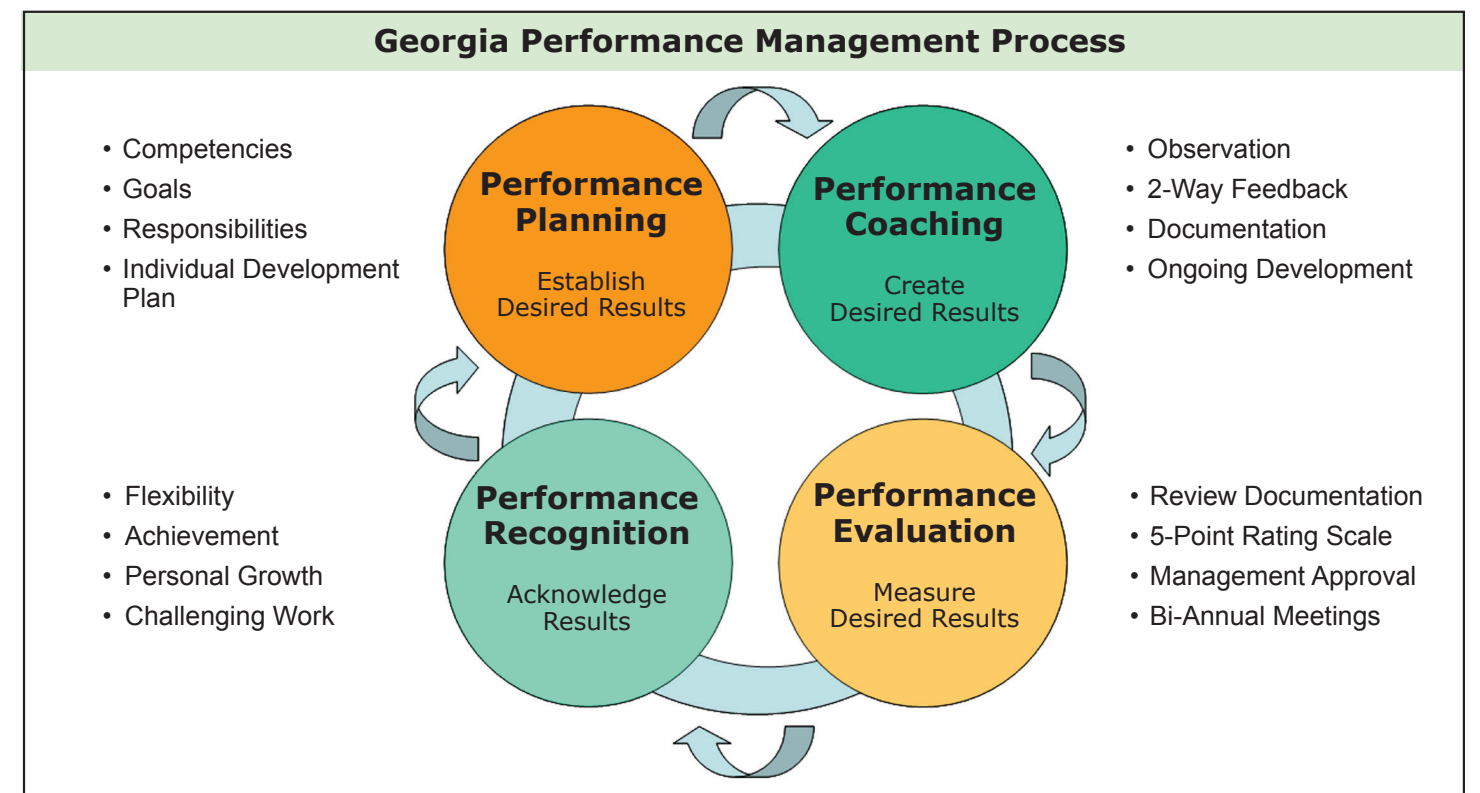 Georgia Performance Management Process
• Competencies
• Goals
• Responsibilities
• Individual Development
Plan
Performance
Planning
Establish
Desired Results
Performance
Coaching
Create
Desired Results
• Observation
• 2-Way Feedback
• Documentation
• Ongoing Development
• Flexibility
• Achievement
• Personal Growth
• Challenging Work
Performance
Recognition
Acknowledge
Results
Performance
Evaluation
Measure
Desired Results
• Review Documentation
• 5-Point Rating Scale
• Management Approval
• Bi-Annual Meetings